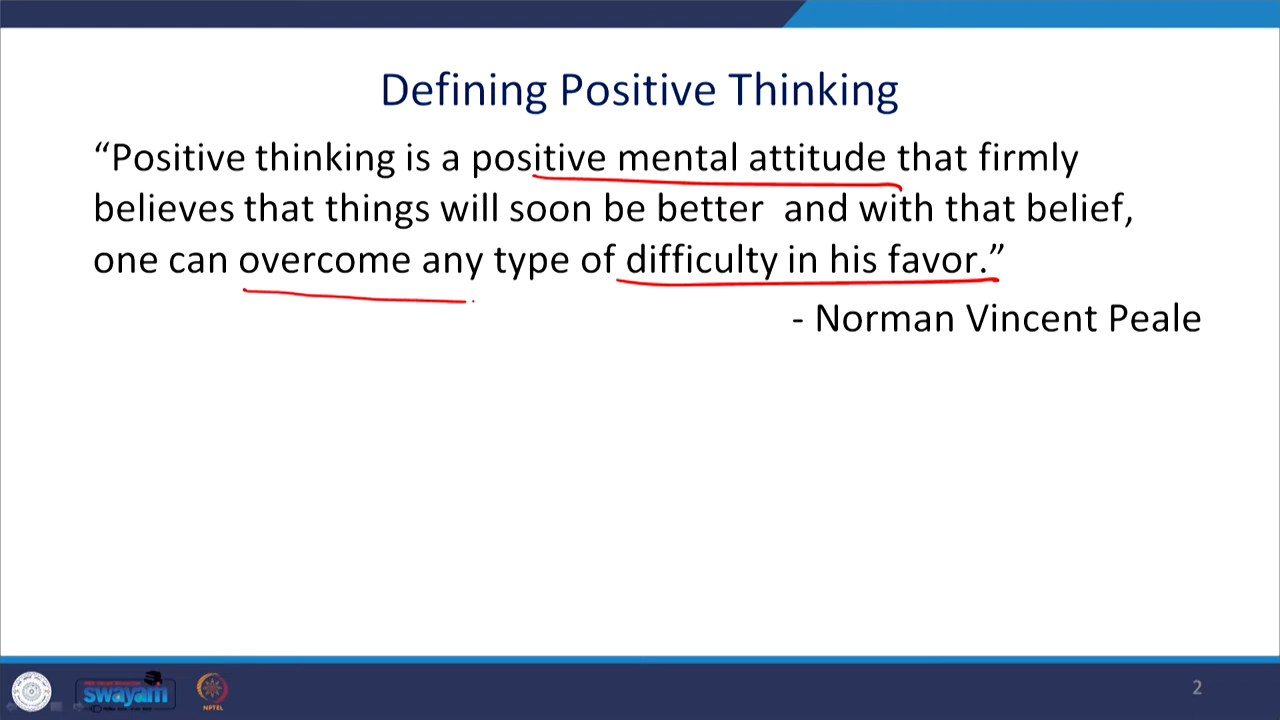 Defining Positive Thinking
“Positive thinking is a positive mental attitude that firmly
believes that things will soon be better  and with that belief,
one can overcome any type of difficulty in his favor.”
- Norman Vincent Peale
swayam
NPTEL
2